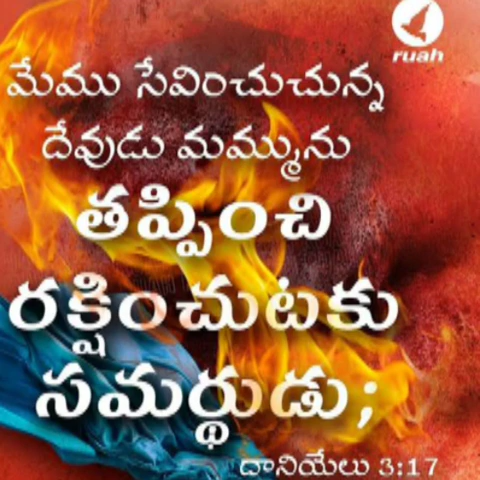 ruah
మేము సేవించుచున్న
దేవుడు మమ్మును
తప్పించి
రక్షించుటకు
సమర్థుడు;
దానియేలు 3:17